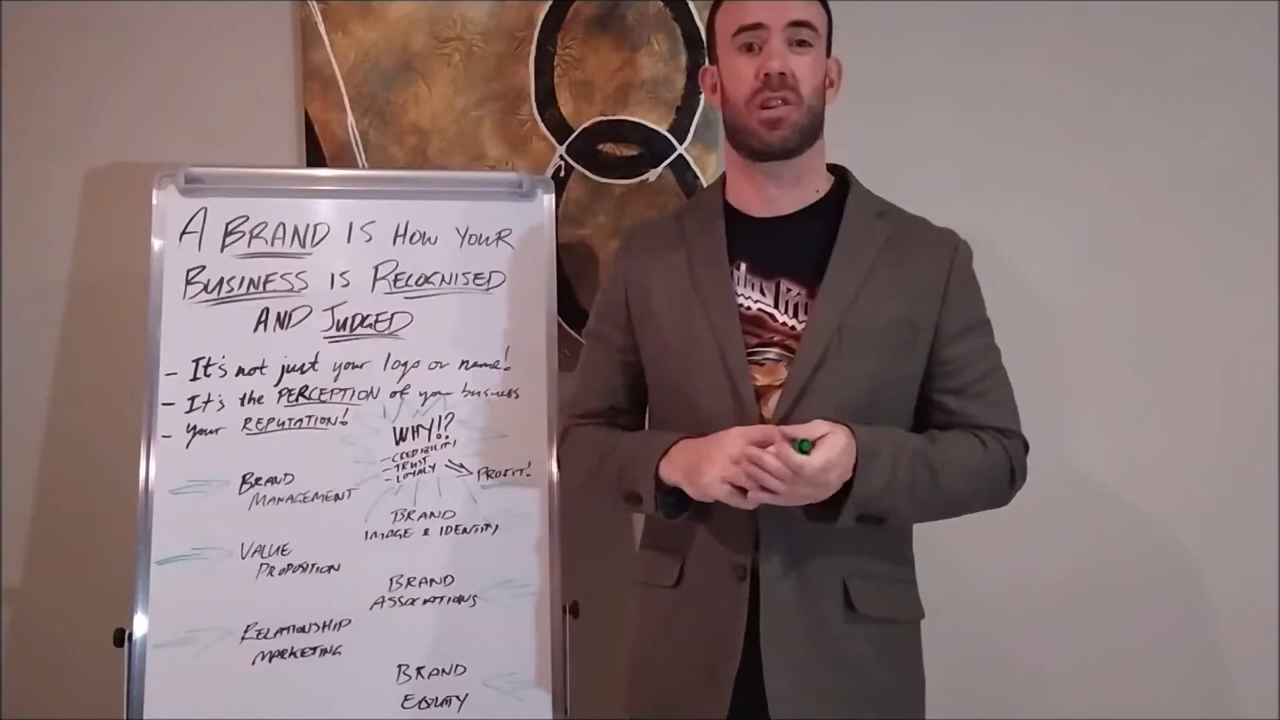 A BRAND IS HOW YOUR
BUSINESS IS RECOGNISED
AND JUDGED
- It's not just your logo or name!
- It's the PERCEPTION of your business
- Your REPUTATION!
WHY!?
- CREDIBILITY
- TRUST
- LOYALTY
PROFIT!
BRAND
MANAGEMENT
BRAND
IMAGE & IDENTITY
VALUE
PROPOSITION
BRAND
ASSOCIATIONS
RELATIONSHIP
MARKETING
BRAND
EQUITY